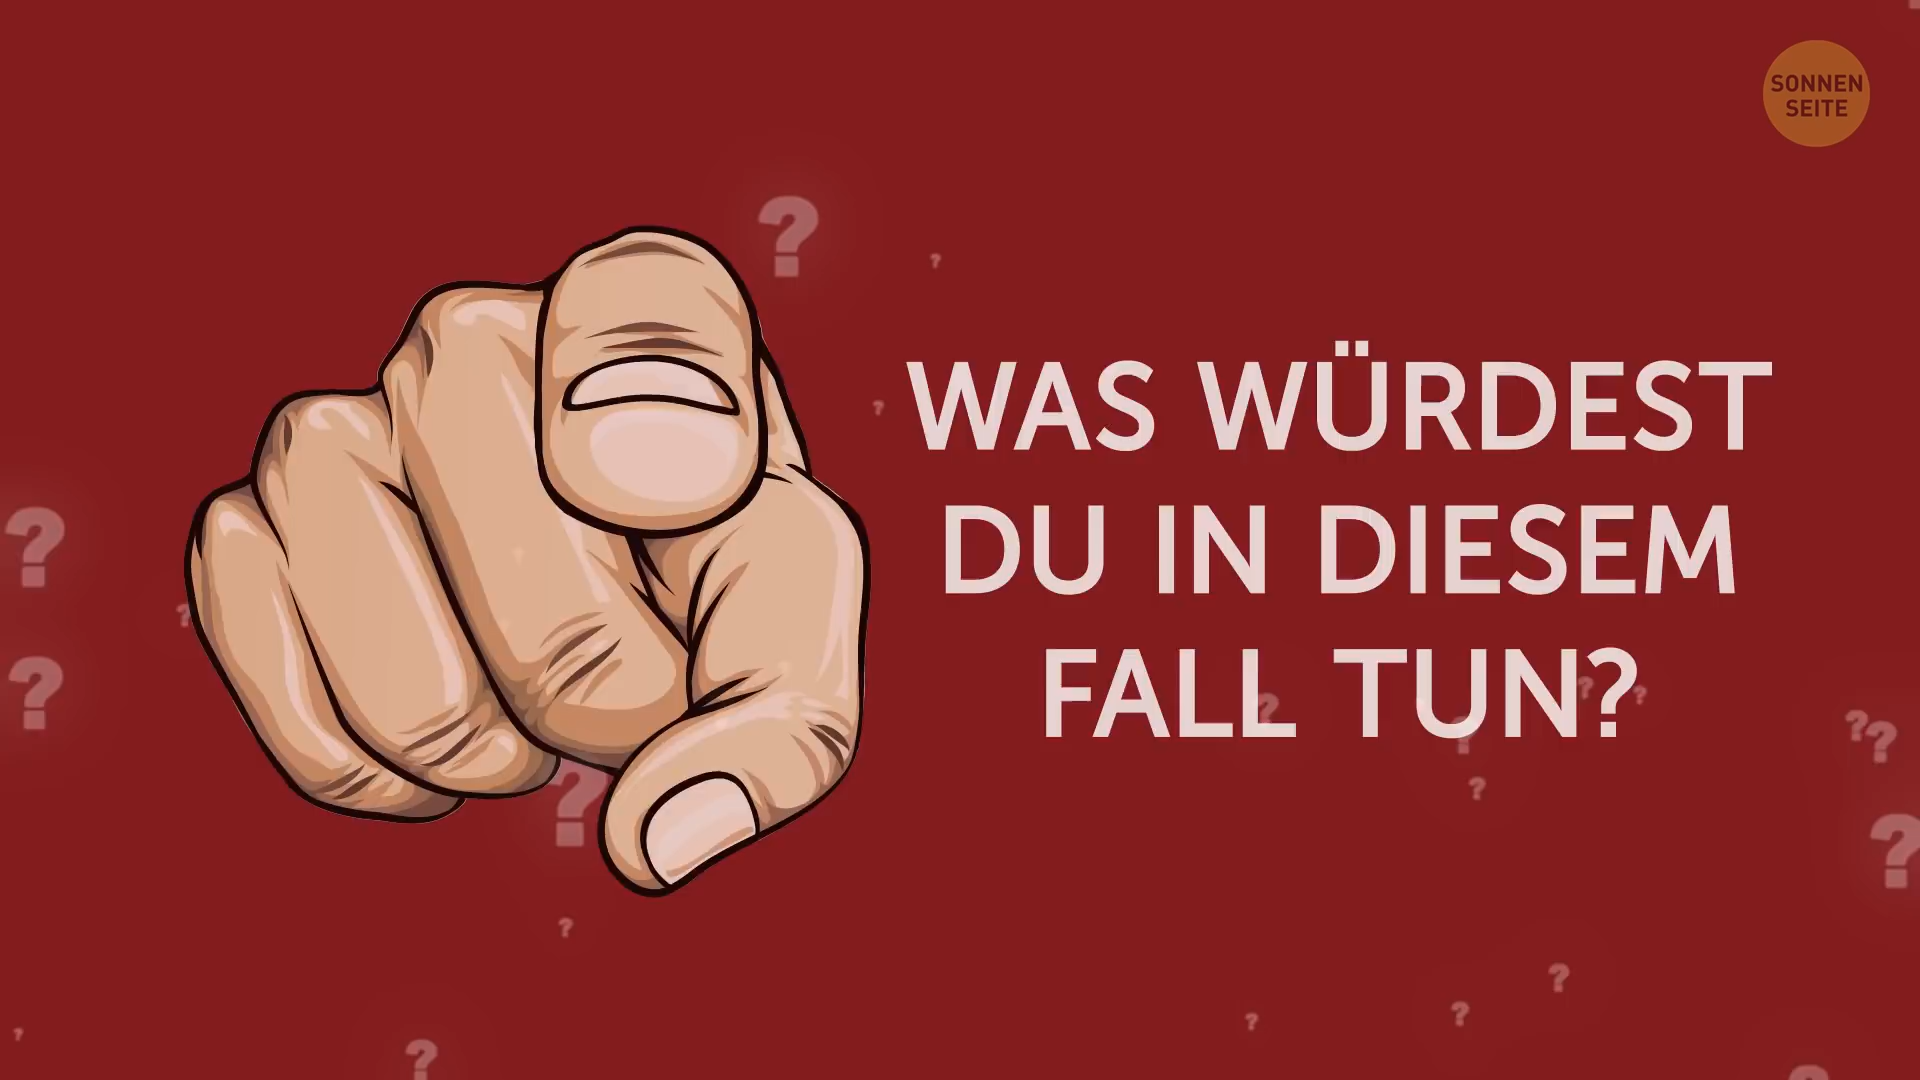 SONNEN
SEITE
WAS WÜRDEST
DU IN DIESEM
FALL TUN?